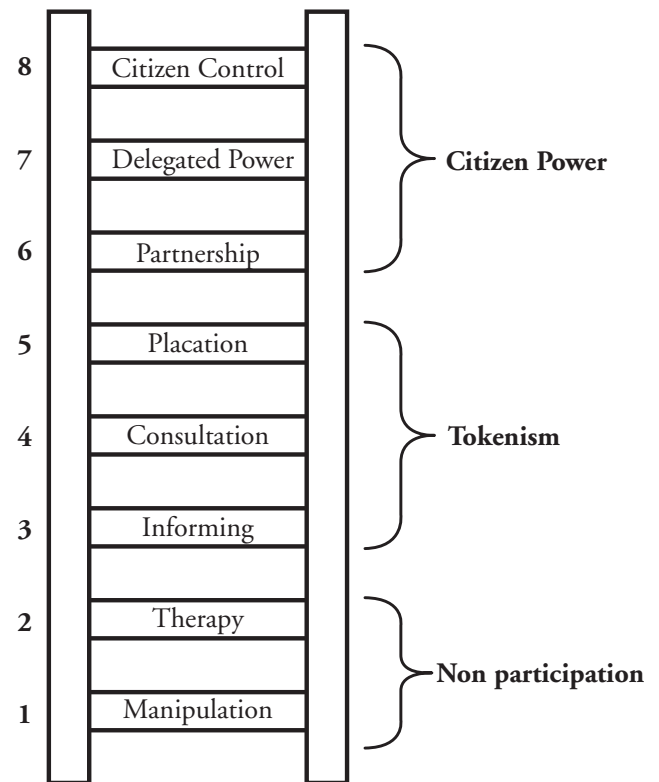 8 Citizen Control
7 Delegated Power
Citizen Power
6 Partnership
5 Placation
4 Consultation
Tokenism
3 Informing
2 Therapy
Non participation
1 Manipulation